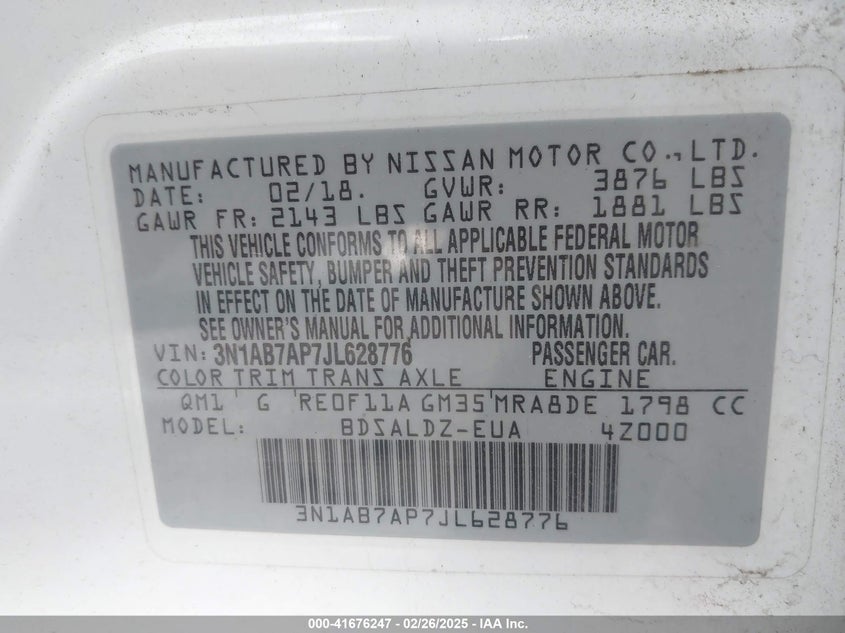 MANUFACTURED BY NISSAN MOTOR CO., LTD.
DATE: 02/18. GVWR: 3876 LBS
GAWR FR: 2143 LBS GAWR RR: 1881 LBS
THIS VEHICLE CONFORMS TO ALL APPLICABLE FEDERAL MOTOR
VEHICLE SAFETY, BUMPER AND THEFT PREVENTION STANDARDS
IN EFFECT ON THE DATE OF MANUFACTURE SHOWN ABOVE.
SEE OWNER'S MANUAL FOR ADDITIONAL INFORMATION.
VIN: 3N1AB7AP7JL628776 PASSENGER CAR.
COLOR TRIM TRANS AXLE ENGINE
QM1 G RE0F11A GM35 MRA8DE 1798 CC
MODEL: BDSALDZ-EUA 4Z000
3N1AB7AP7JL628776
000-41676247 - 02/26/2025 - IAA Inc.